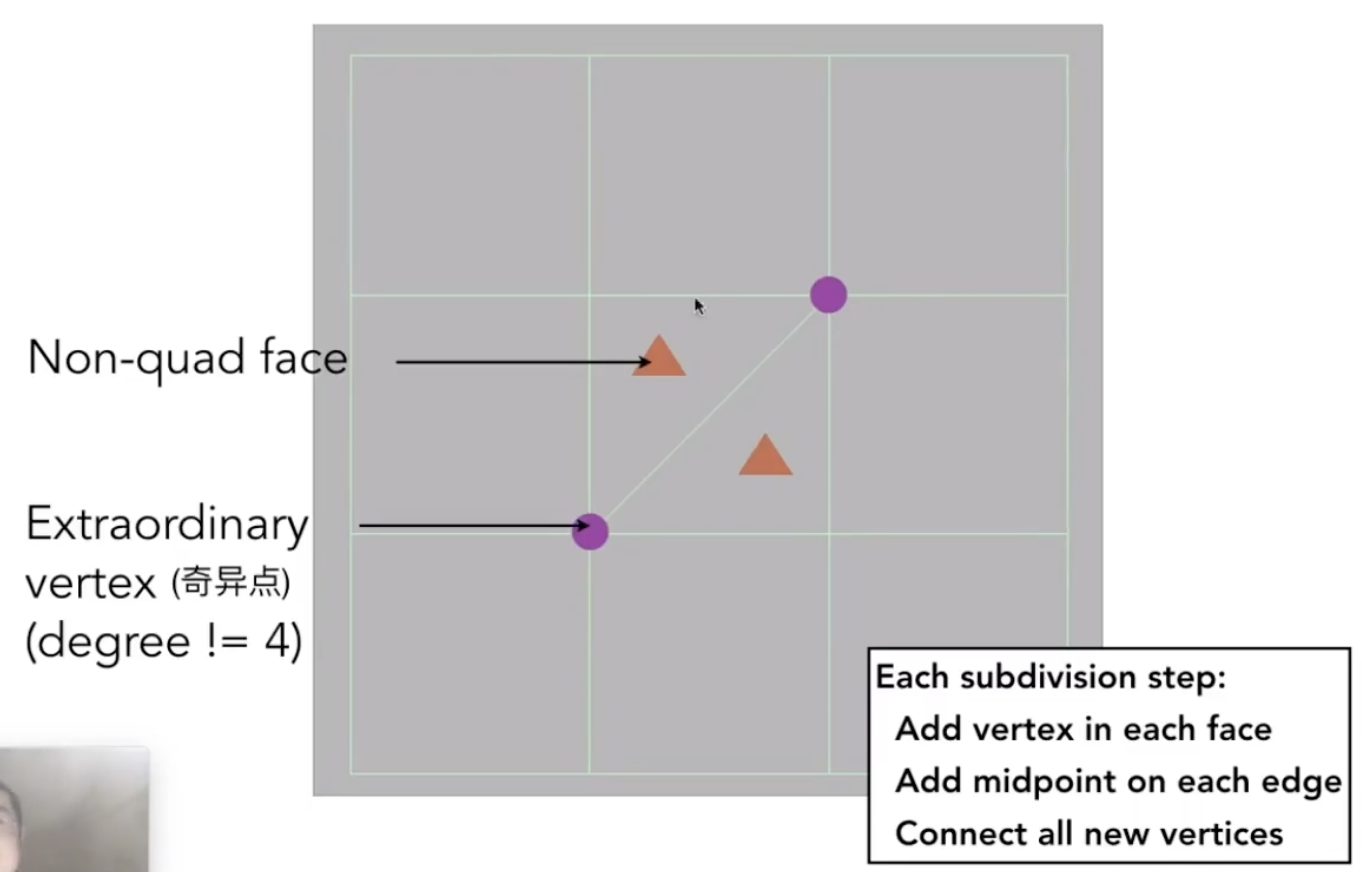 Non-quad face
Extraordinary
vertex (奇异点)
(degree != 4)
Each subdivision step:
Add vertex in each face
Add midpoint on each edge
Connect all new vertices